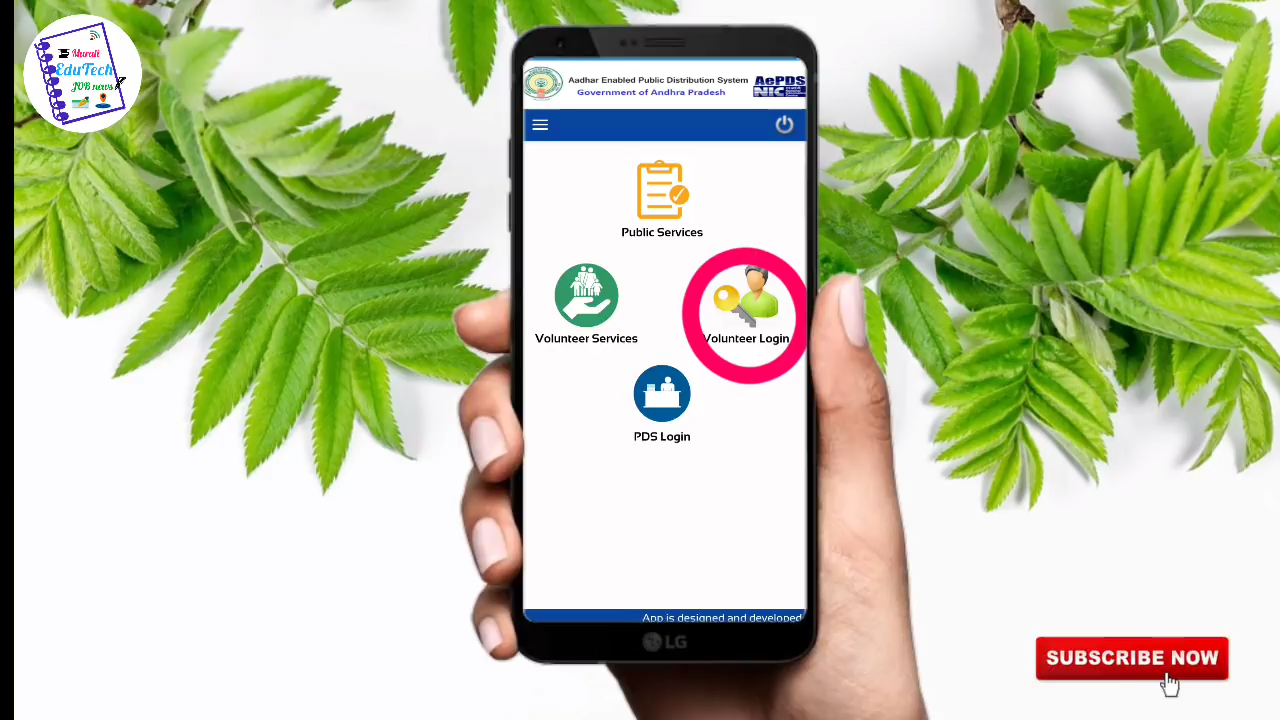 Murali
EduTech
JOB news
Aadhar Enabled Public Distribution System
Government of Andhra Pradesh
AePDS
NIC
Public Services
Volunteer Services
Volunteer Login
PDS Login
App is designed and developed
LG
SUBSCRIBE NOW